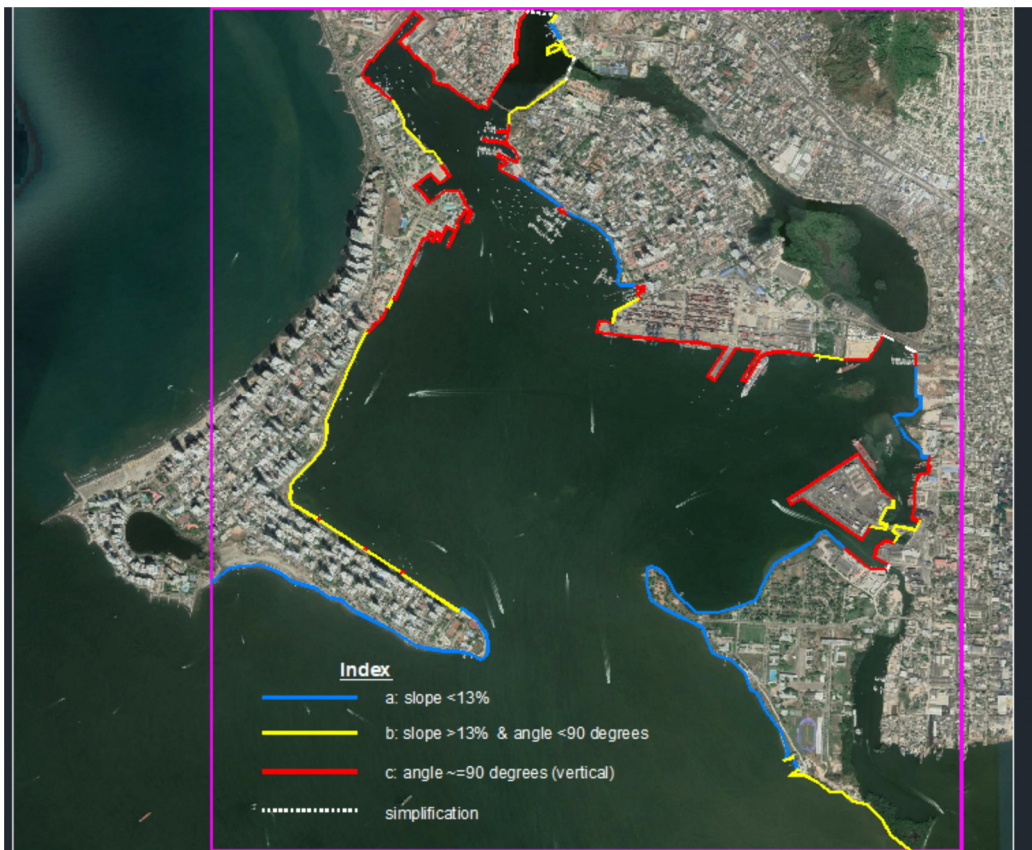 Index
a: slope <13%
b: slope >13% & angle <90 degrees
c: angle ~=90 degrees (vertical)
simplification